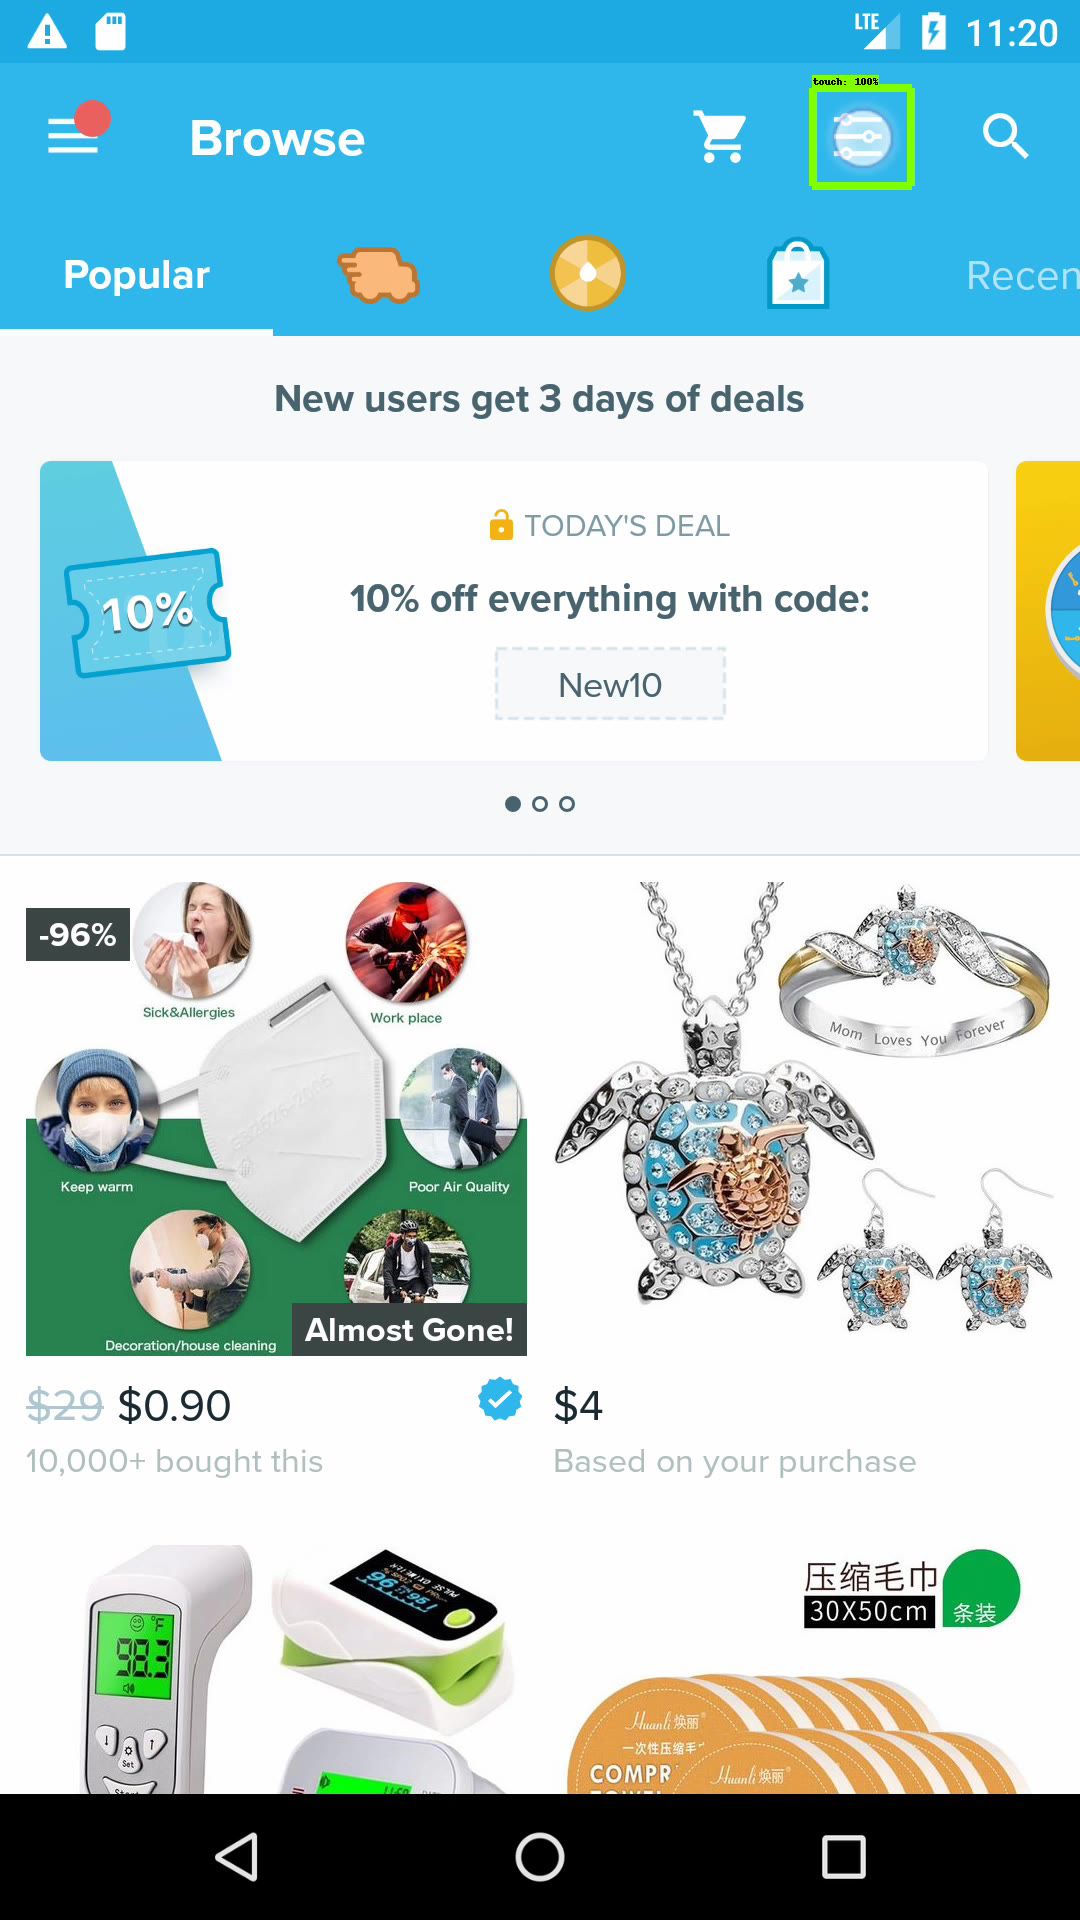 LTE 11:20
touch: 100%
Browse
Popular
Recen
New users get 3 days of deals
TODAY'S DEAL
10%
10% off everything with code:
New10
-96%
Sick&Allergies
Work place
Mom Loves You Forever
Keep warm
Poor Air Quality
Decoration/house cleaning
Almost Gone!
$29 $0.90
$4
10,000+ bought this
Based on your purchase
°F
98.3
Set
Start
PULSE OXIMETER
压缩毛巾
30X50cm
条装
Huanli 焕丽
一次性压缩毛
COMPR
Huanli 焕丽